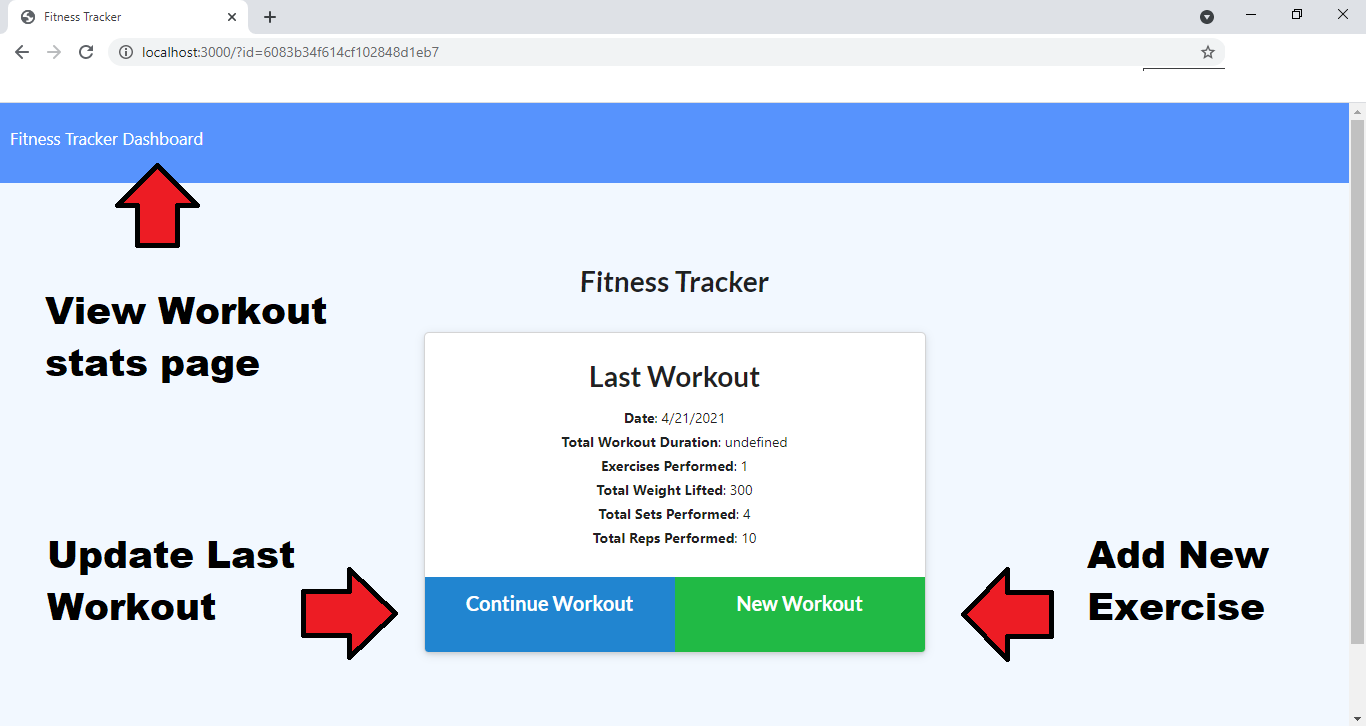 Fitness Tracker
localhost:3000/?id=6083b34f614cf102848d1eb7
Fitness Tracker Dashboard
View Workout
stats page
Fitness Tracker
Last Workout
Date: 4/21/2021
Total Workout Duration: undefined
Exercises Performed: 1
Total Weight Lifted: 300
Total Sets Performed: 4
Total Reps Performed: 10
Update Last
Workout
Continue Workout
New Workout
Add New
Exercise